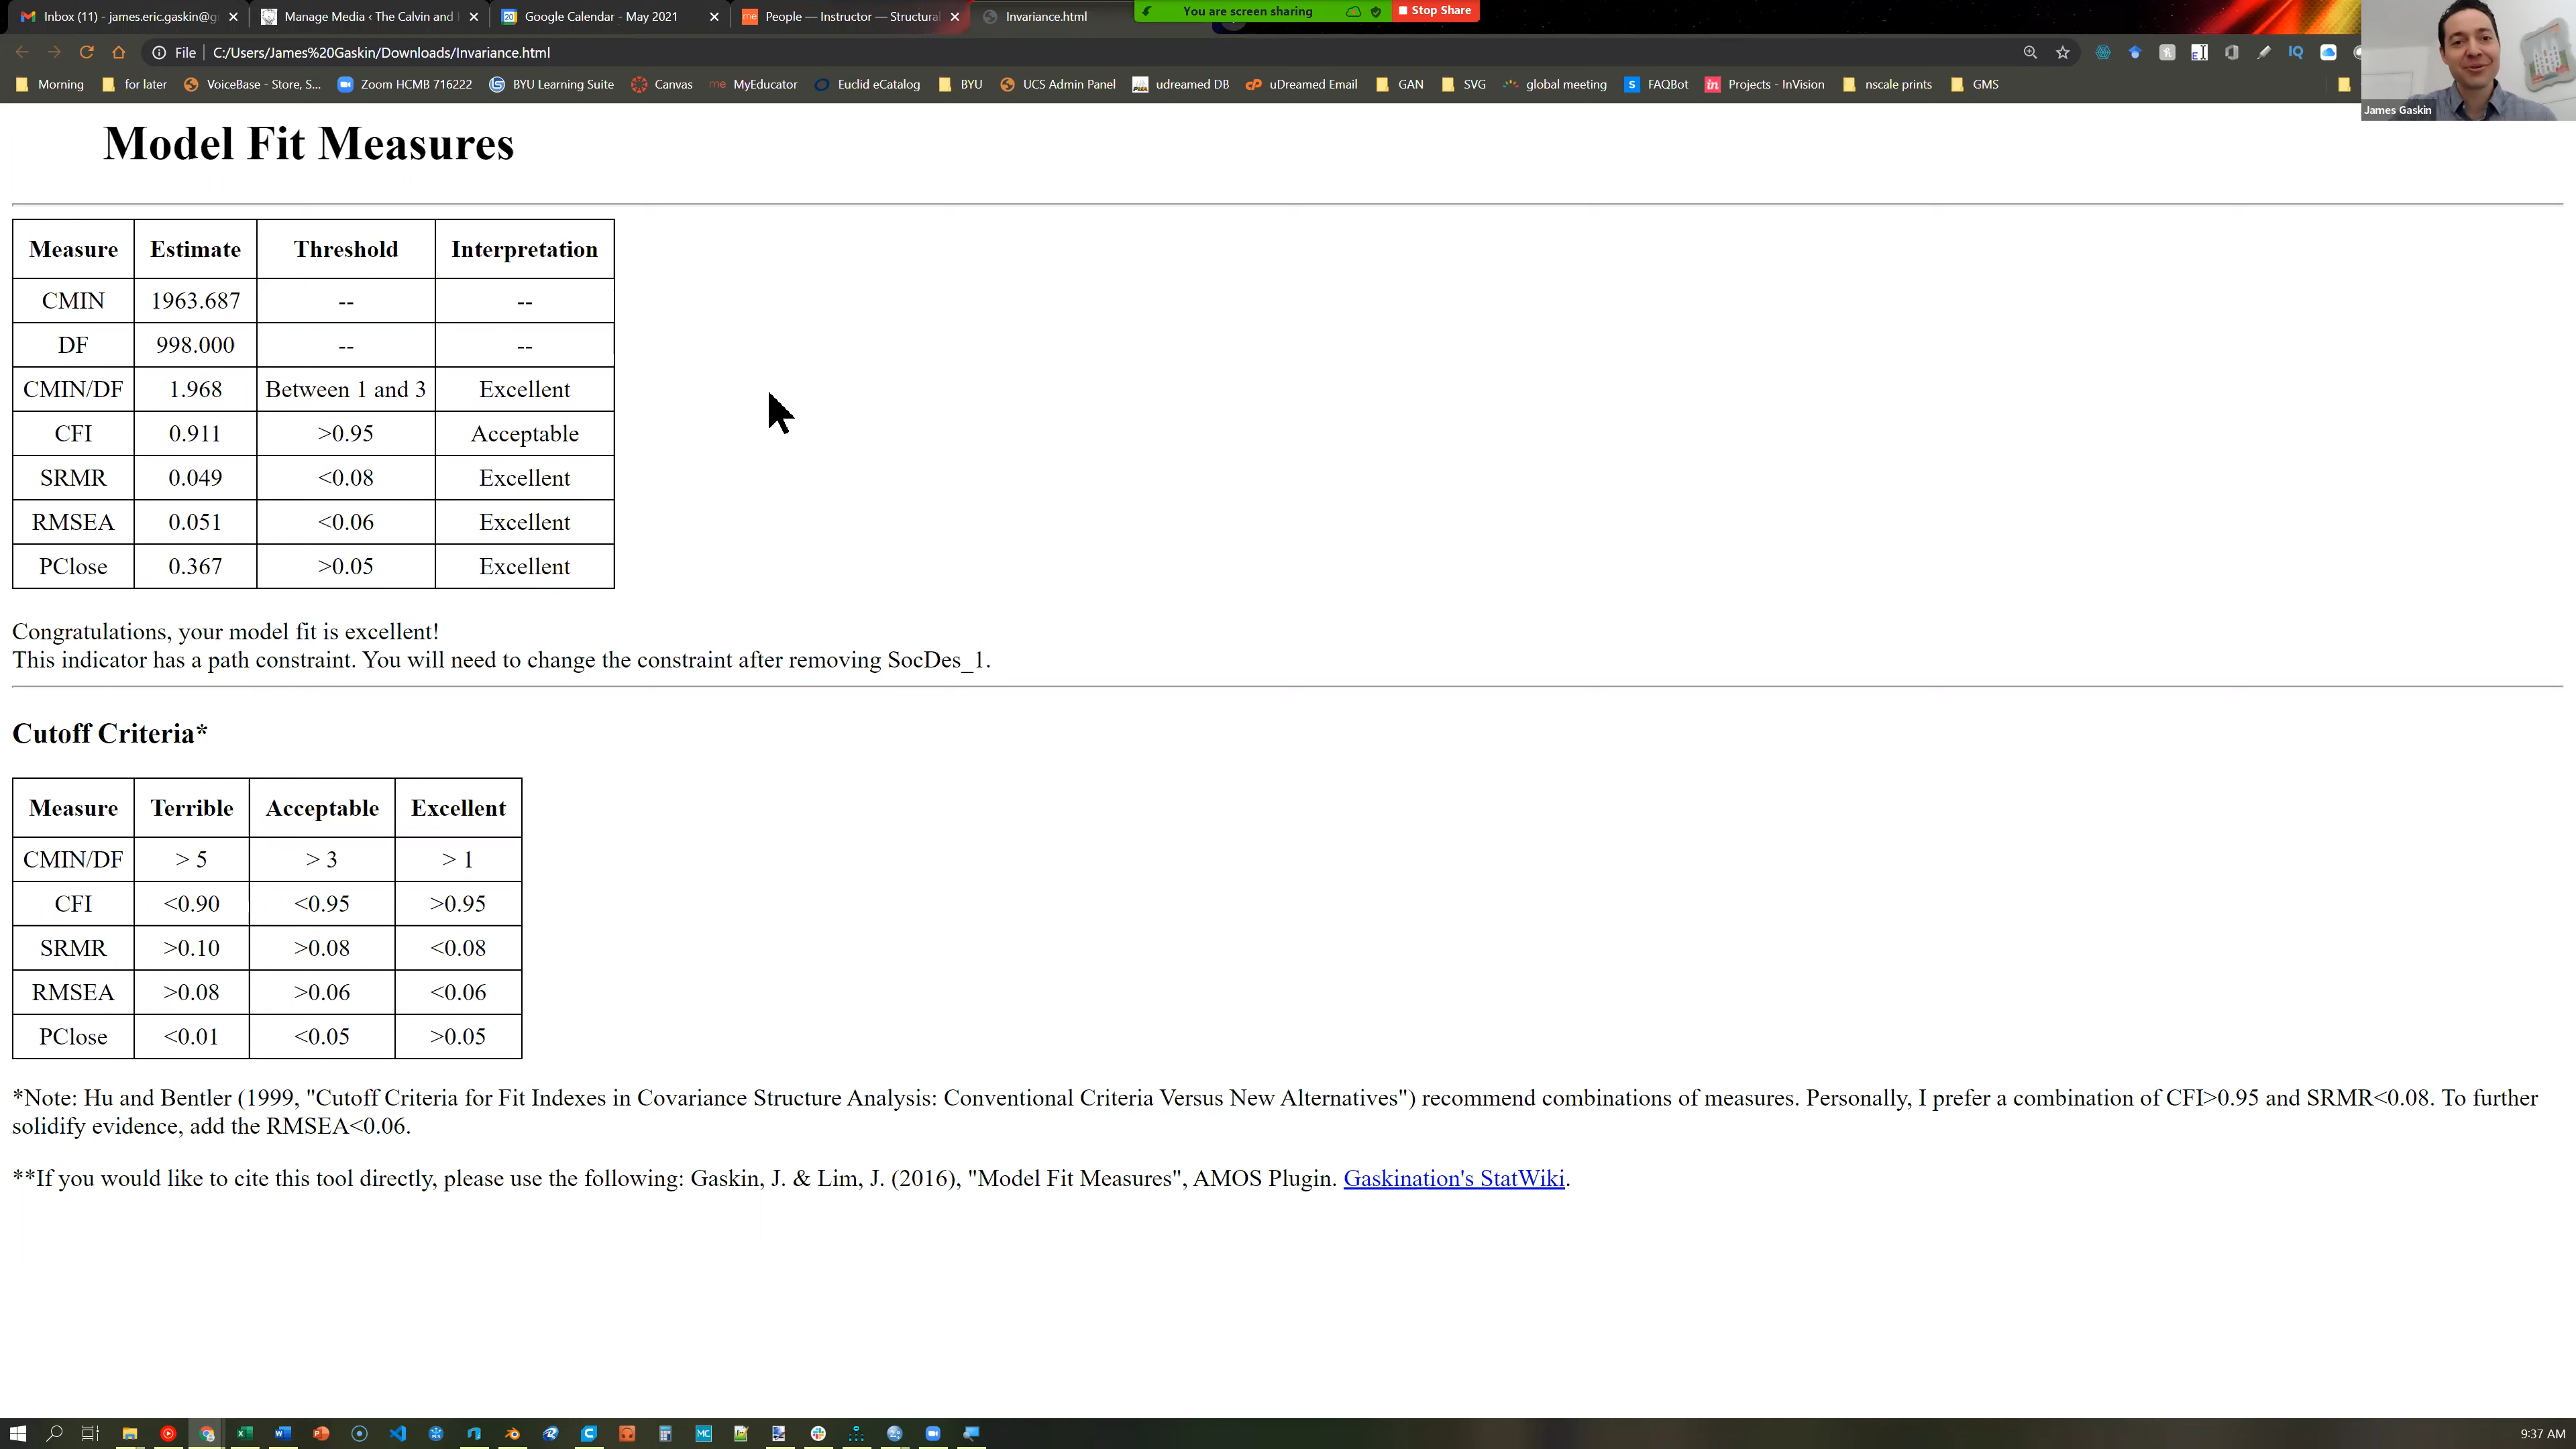 Inbox (11) - james.eric.gaskin@g
Manage Media ‹ The Calvin and
Google Calendar - May 2021
People — Instructor — Structural
Invariance.html
You are screen sharing
Stop Share
File
C:/Users/James%20Gaskin/Downloads/Invariance.html
Morning
for later
VoiceBase - Store, S...
Zoom HCMB 716222
BYU Learning Suite
Canvas
MyEducator
Euclid eCatalog
BYU
UCS Admin Panel
udreamed DB
uDreamed Email
GAN
SVG
global meeting
FAQBot
Projects - InVision
nscale prints
GMS
James Gaskin
Model Fit Measures
Measure Estimate Threshold Interpretation
CMIN 1963.687 -- --
DF 998.000 -- --
CMIN/DF 1.968 Between 1 and 3 Excellent
CFI 0.911 >0.95 Acceptable
SRMR 0.049 <0.08 Excellent
RMSEA 0.051 <0.06 Excellent
PClose 0.367 >0.05 Excellent
Congratulations, your model fit is excellent!
This indicator has a path constraint. You will need to change the constraint after removing SocDes_1.
Cutoff Criteria*
Measure Terrible Acceptable Excellent
CMIN/DF > 5 > 3 > 1
CFI <0.90 <0.95 >0.95
SRMR >0.10 >0.08 <0.08
RMSEA >0.08 >0.06 <0.06
PClose <0.01 <0.05 >0.05
*Note: Hu and Bentler (1999, "Cutoff Criteria for Fit Indexes in Covariance Structure Analysis: Conventional Criteria Versus New Alternatives") recommend combinations of measures. Personally, I prefer a combination of CFI>0.95 and SRMR<0.08. To further
solidify evidence, add the RMSEA<0.06.
**If you would like to cite this tool directly, please use the following: Gaskin, J. & Lim, J. (2016), "Model Fit Measures", AMOS Plugin. Gaskination's StatWiki.
9:37 AM